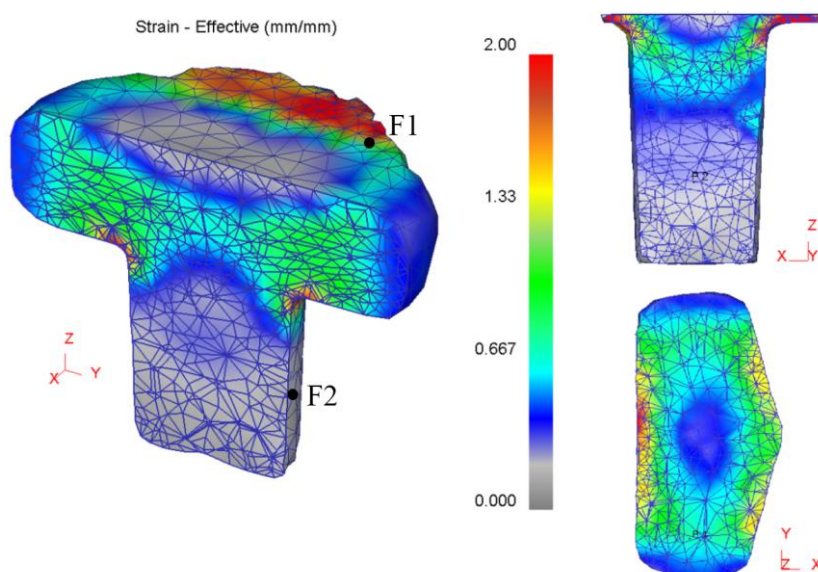 Strain - Effective (mm/mm)
F1
F2
Z
X
Y
2.00
1.33
0.667
0.000
Z
X
Y
Y
Z
X